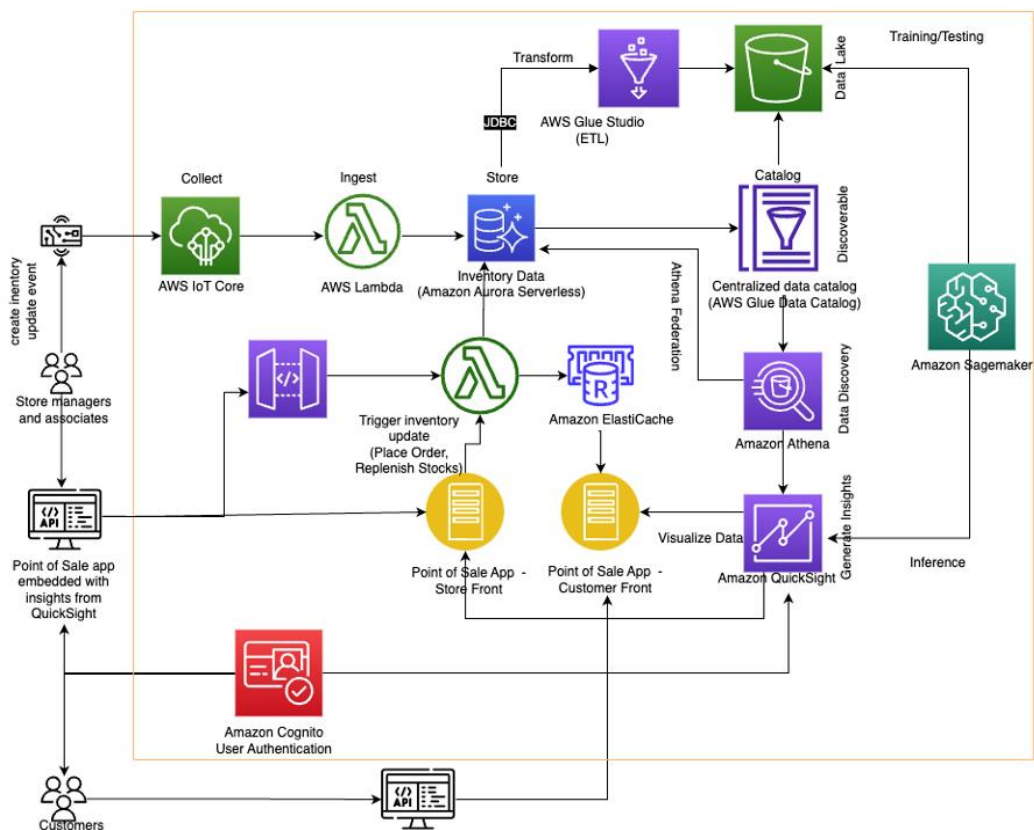 Training/Testing
Transform
Data Lake
JDBC
AWS Glue Studio
(ETL)
Collect
Ingest
Store
Catalog
Discoverable
AWS IoT Core
AWS Lambda
Inventory Data
(Amazon Aurora Serverless)
Centralized data catalog
(AWS Glue Data Catalog)
create inentory
update event
Athena Federation
Amazon Sagemaker
Store managers
and associates
</>
R
Trigger inventory
update
(Place Order,
Replenish Stocks)
Amazon ElastiCache
Data Discovery
Amazon Athena
</>
API
Visualize Data
Generate Insights
Inference
Point of Sale app
embedded with
insights from
QuickSight
Point of Sale App -
Store Front
Point of Sale App -
Customer Front
Amazon QuickSight
Amazon Cognito
User Authentication
</>
API
Customers